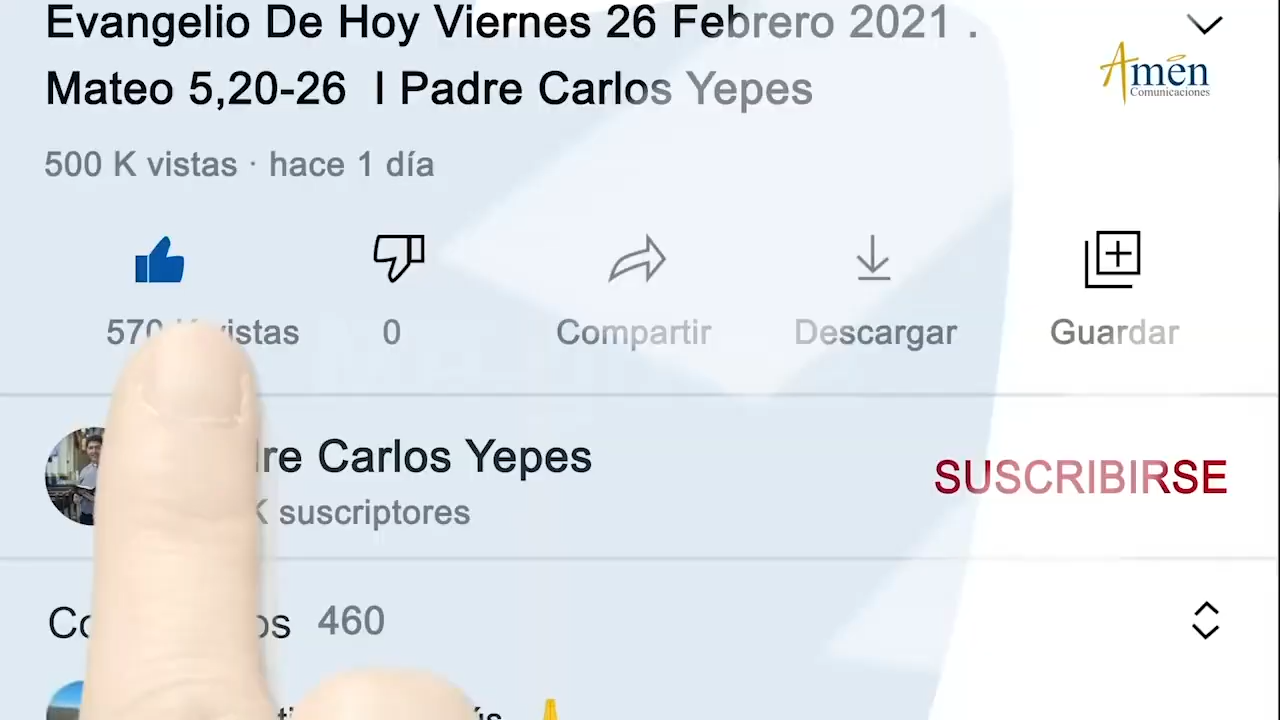 Evangelio De Hoy Viernes 26 Febrero 2021 .
Mateo 5,20-26 I Padre Carlos Yepes
Amén
Comunicaciones
500 K vistas · hace 1 día
vistas
0
Compartir
Descargar
Guardar
Carlos Yepes
SUSCRIBIRSE
suscriptores
460